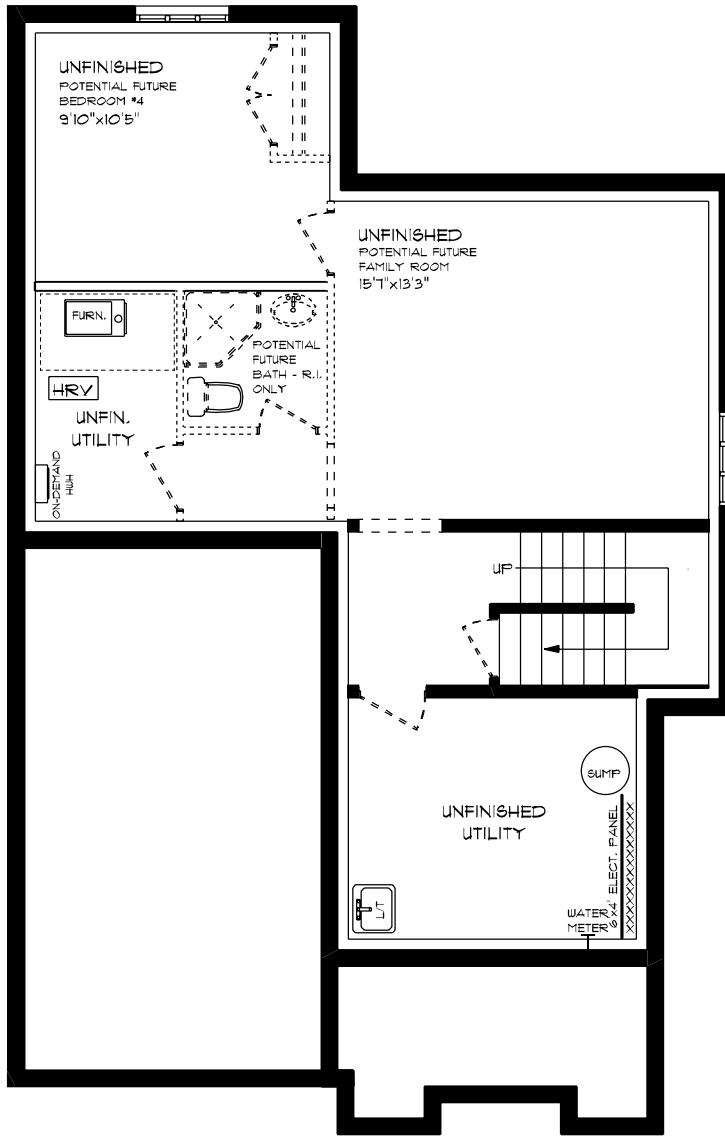 UNFINISHED
POTENTIAL FUTURE
BEDROOM #4
9'10"x10'5"
UNFINISHED
POTENTIAL FUTURE
FAMILY ROOM
15'7"x13'3"
FURN.
POTENTIAL
FUTURE
BATH - R.I.
ONLY
HRV
UNFIN.
UTILITY
ON-DEMAND
HWH
UP
SUMP
UNFINISHED
UTILITY
6'x4' ELECT. PANEL
L/T
WATER
METER